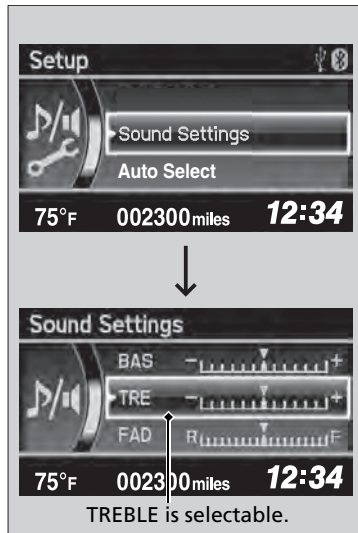 Setup
Sound Settings
Auto Select
75°F 002300 miles 12:34
Sound Settings
BAS - +
TRE - +
FAD R F
75°F 002300 miles 12:34
TREBLE is selectable.